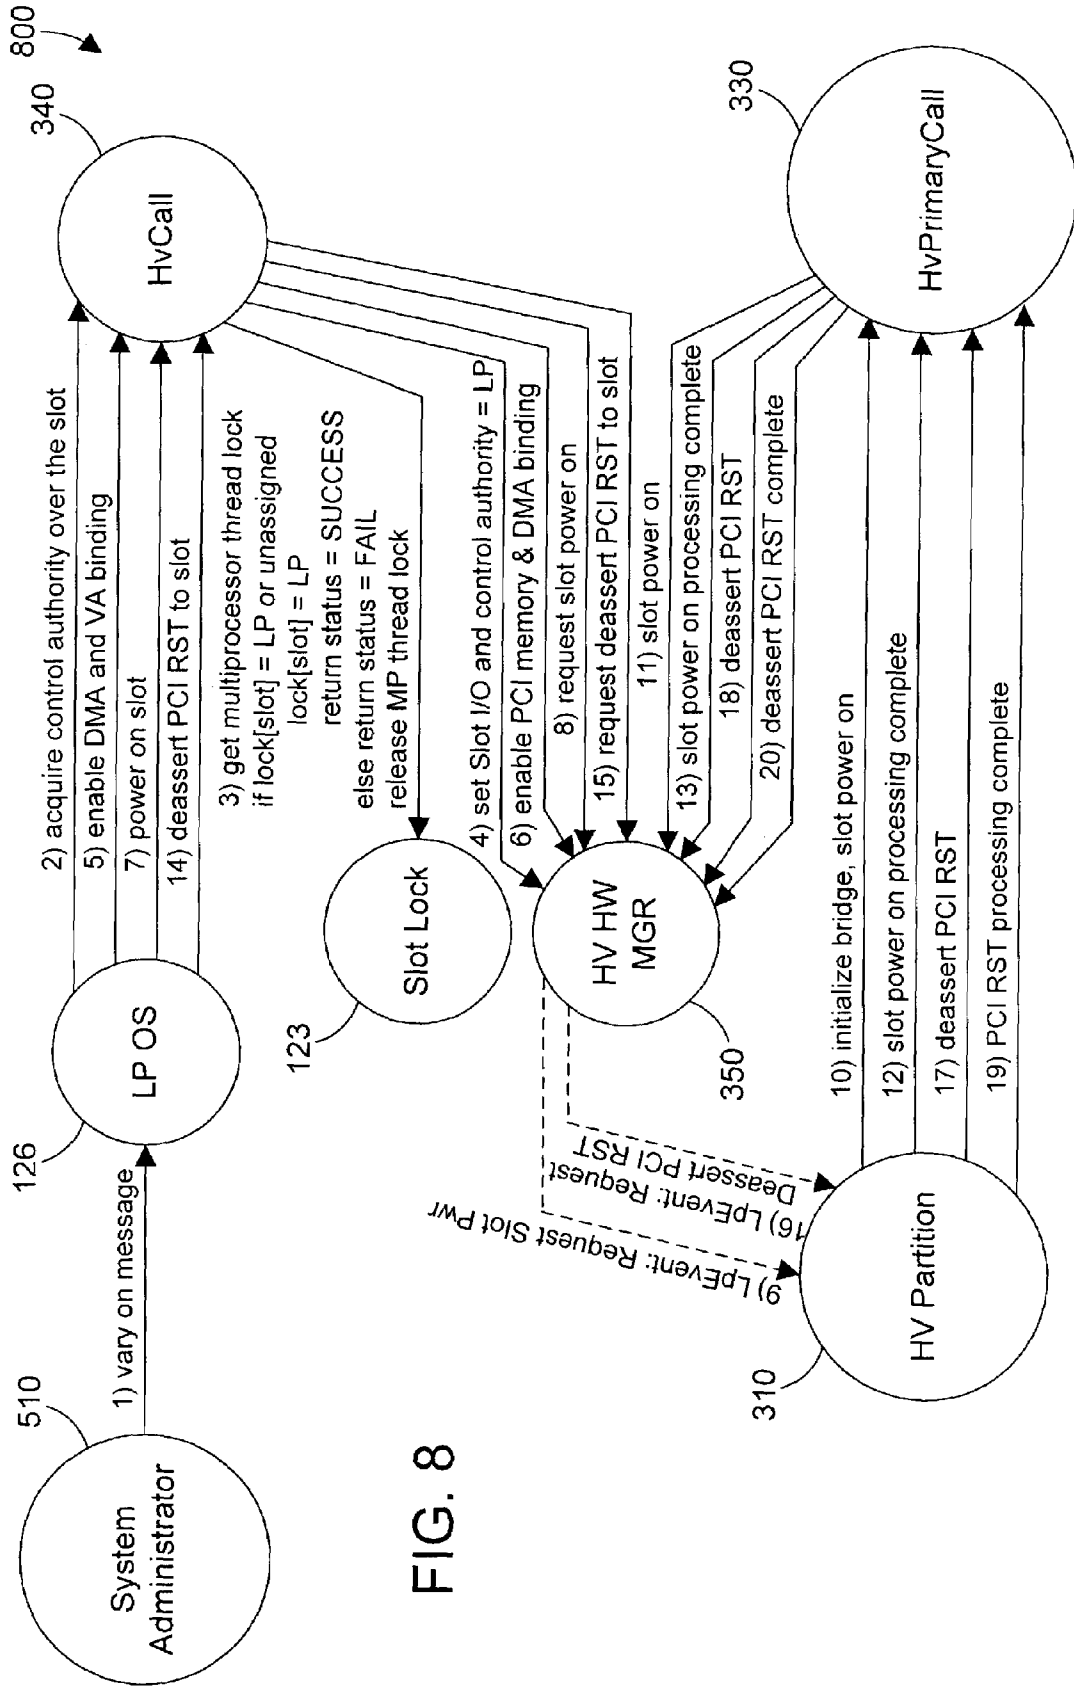 800
510
System
Administrator
1) vary on message
126
LP OS
2) acquire control authority over the slot
5) enable DMA and VA binding
7) power on slot
14) deassert PCI RST to slot
340
HvCall
3) get multiprocessor thread lock
if lock[slot] = LP or unassigned
lock[slot] = LP
return status = SUCCESS
else return status = FAIL
release MP thread lock
123
Slot Lock
4) set Slot I/O and control authority = LP
6) enable PCI memory & DMA binding
8) request slot power on
15) request deassert PCI RST to slot
HV HW
MGR
350
11) slot power on
13) slot power on processing complete
18) deassert PCI RST
20) deassert PCI RST complete
9) LpEvent: Request Slot Pwr
16) LpEvent: Request
Deassert PCI RST
310
HV Partition
10) initialize bridge, slot power on
12) slot power on processing complete
17) deassert PCI RST
19) PCI RST processing complete
330
HvPrimaryCall
FIG. 8